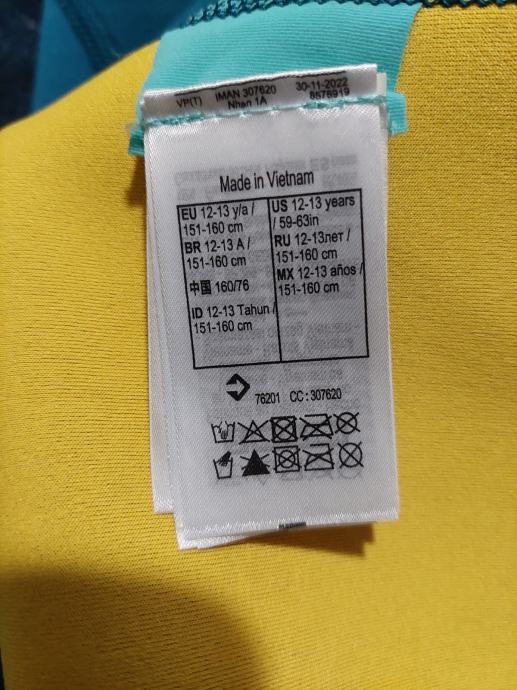 VP(T) IMAN 307620 30-11-2022
Nhan 1A 8576919
Made in Vietnam
EU 12-13 y/a /
151-160 cm
BR 12-13 A /
151-160 cm
中国 160/76
ID 12-13 Tahun /
151-160 cm
US 12-13 years
/ 59-63in
RU 12-13лет /
151-160 cm
MX 12-13 años /
151-160 cm
76201 CC:307620